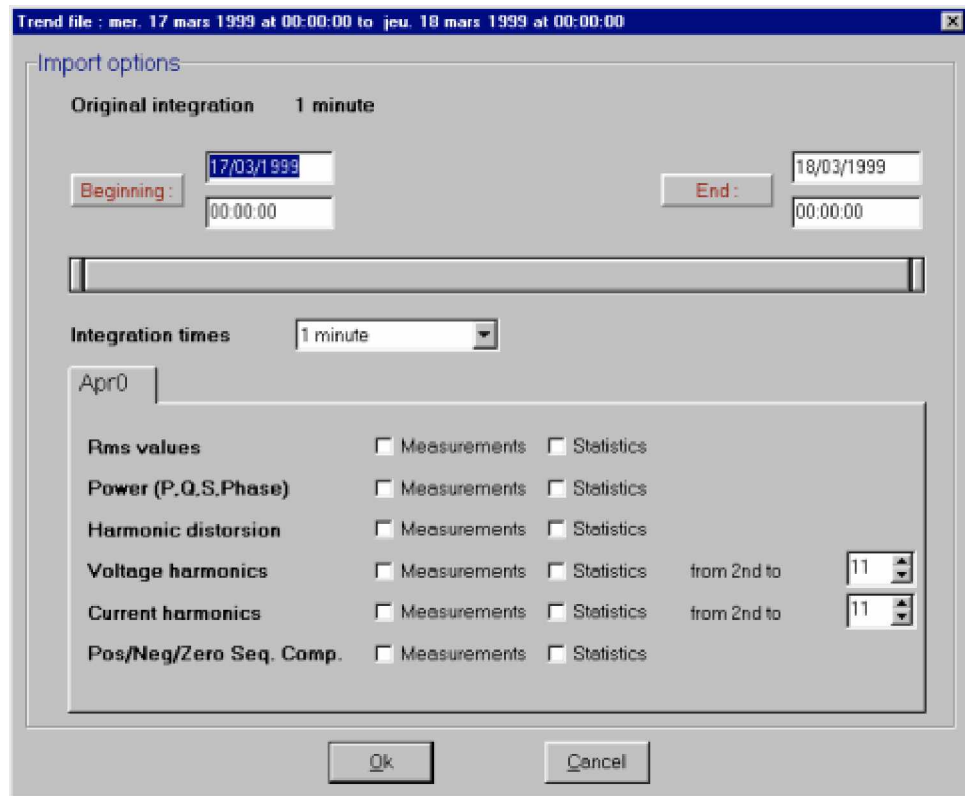 Trend file : mer. 17 mars 1999 at 00:00:00 to jeu. 18 mars 1999 at 00:00:00
Import options
Original integration 1 minute
Beginning : 17/03/1999 00:00:00
End : 18/03/1999 00:00:00
Integration times 1 minute
Apr0
Rms values Measurements Statistics
Power (P,Q,S,Phase) Measurements Statistics
Harmonic distorsion Measurements Statistics
Voltage harmonics Measurements Statistics from 2nd to 11
Current harmonics Measurements Statistics from 2nd to 11
Pos/Neg/Zero Seq. Comp. Measurements Statistics
Ok Cancel